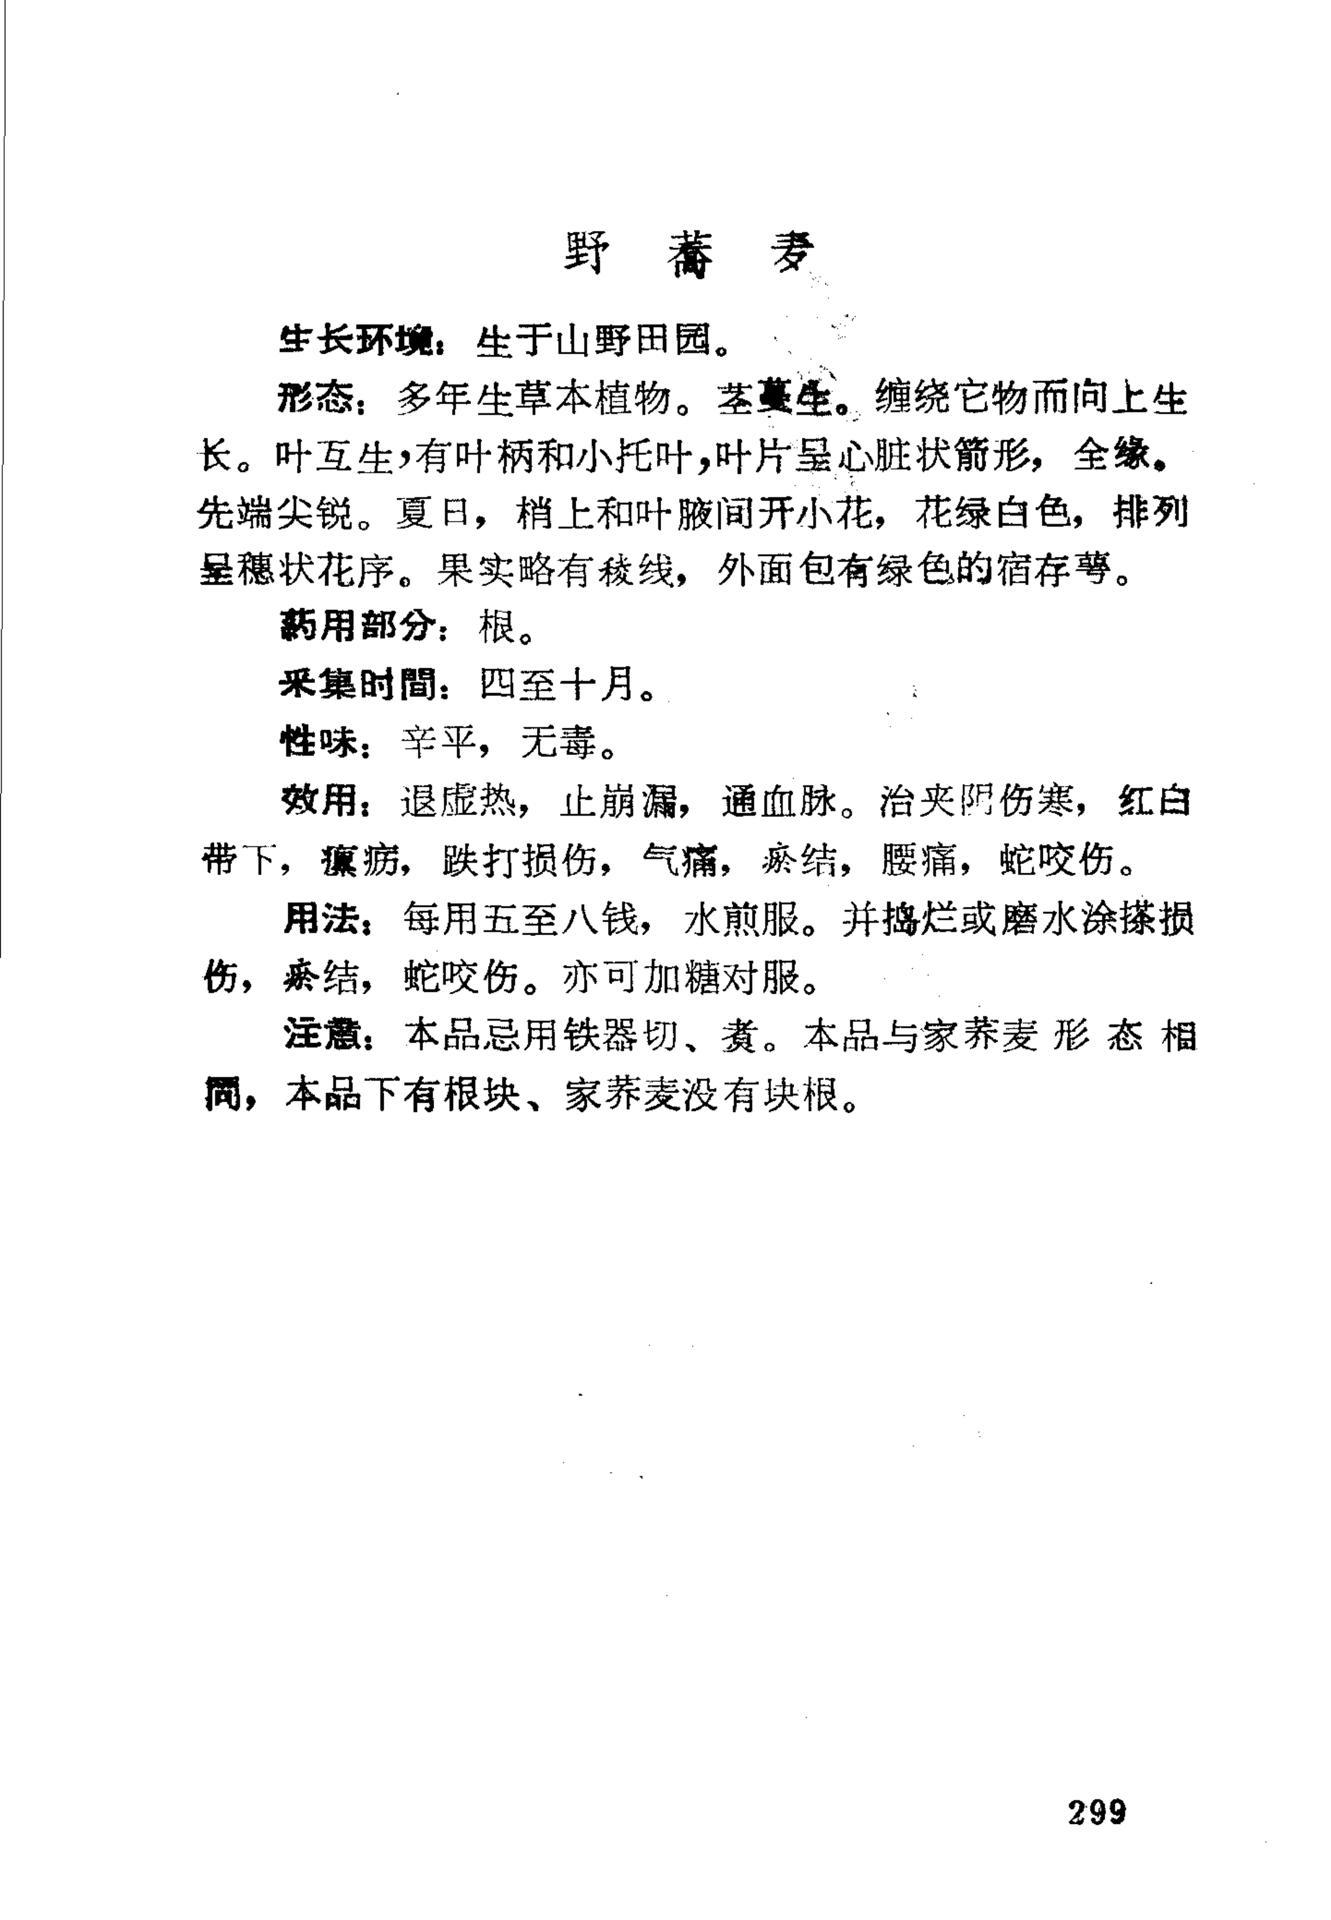 野蕎麦
生长环境：生于山野田园。
形态：多年生草本植物。茎蔓生。缠绕它物而向上生
长。叶互生，有叶柄和小托叶，叶片呈心脏状箭形，全缘。
先端尖锐。夏日，梢上和叶腋间开小花，花绿白色，排列
呈穗状花序。果实略有棱线，外面包有绿色的宿存萼。
药用部分：根。
采集时間：四至十月。
性味：辛平，无毒。
效用：退虚热，止崩漏，通血脉。治夹阴伤寒，红白
带下，瘰疬，跌打损伤，气痛，瘀结，腰痛，蛇咬伤。
用法：每用五至八钱，水煎服。并捣烂或磨水涂搽损
伤，瘀结，蛇咬伤。亦可加糖对服。
注意：本品忌用铁器切、煮。本品与家荞麦形态相
同，本品下有根块、家荞麦没有块根。
299